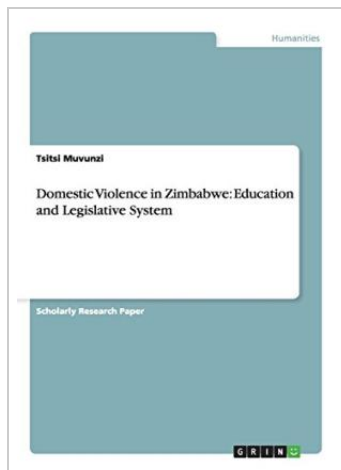 Humanities
Tsitsi Muvunzi
Domestic Violence in Zimbabwe: Education
and Legislative System
Scholarly Research Paper
GRIN